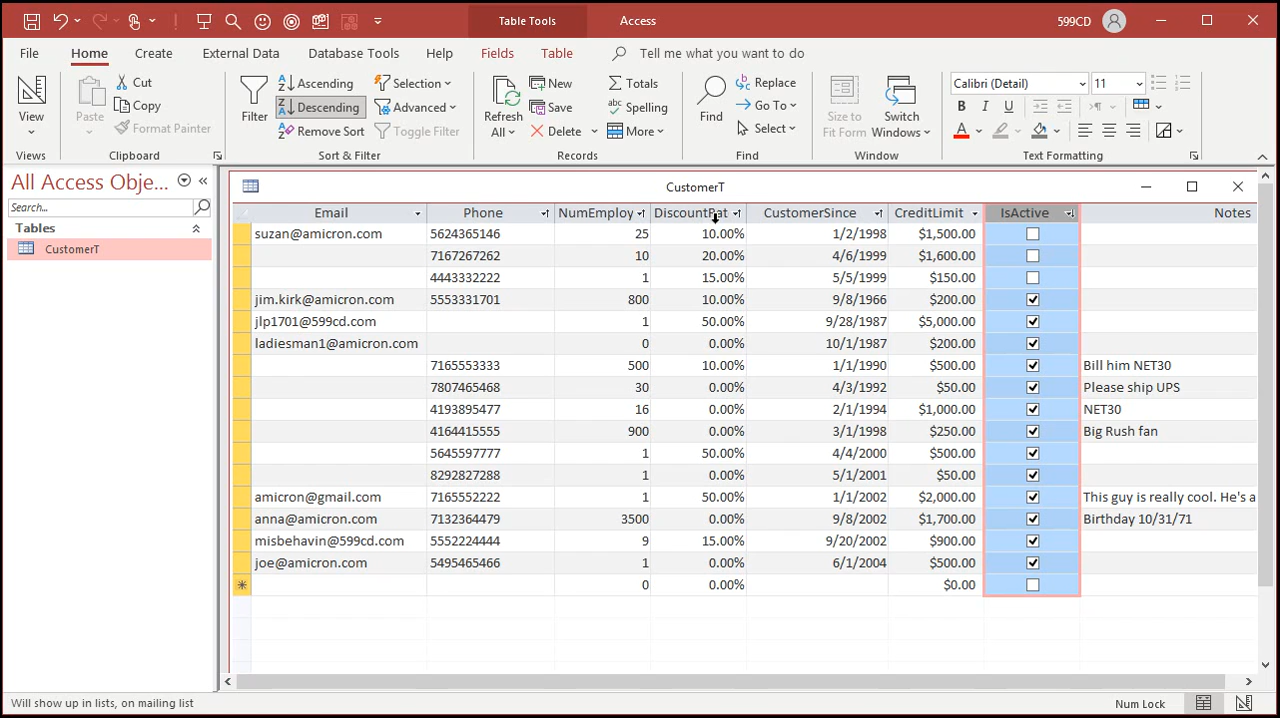 Table Tools
Access
599CD
File Home Create External Data Database Tools Help Fields Table Tell me what you want to do
View
Views
Paste
Cut
Copy
Format Painter
Clipboard
Filter
Ascending
Descending
Remove Sort
Selection
Advanced
Toggle Filter
Sort & Filter
Refresh
All
New
Save
Delete
Totals
Spelling
More
Records
Find
Replace
Go To
Select
Find
Size to
Fit Form
Switch
Windows
Window
Calibri (Detail) 11
B I U
A
Text Formatting
All Access Obje...
Search...
Tables
CustomerT
CustomerT
Email Phone NumEmploy DiscountRat CustomerSince CreditLimit IsActive Notes
suzan@amicron.com 5624365146 25 10.00% 1/2/1998 $1,500.00
7167267262 10 20.00% 4/6/1999 $1,600.00
4443332222 1 15.00% 5/5/1999 $150.00
jim.kirk@amicron.com 5553331701 800 10.00% 9/8/1966 $200.00
jlp1701@599cd.com 1 50.00% 9/28/1987 $5,000.00
ladiesman1@amicron.com 0 0.00% 10/1/1987 $200.00
7165553333 500 10.00% 1/1/1990 $500.00 Bill him NET30
7807465468 30 0.00% 4/3/1992 $50.00 Please ship UPS
4193895477 16 0.00% 2/1/1994 $1,000.00 NET30
4164415555 900 0.00% 3/1/1998 $250.00 Big Rush fan
5645597777 1 50.00% 4/4/2000 $500.00
8292827288 1 0.00% 5/1/2001 $50.00
amicron@gmail.com 7165552222 1 50.00% 1/1/2002 $2,000.00 This guy is really cool. He's a
anna@amicron.com 7132364479 3500 0.00% 9/8/2002 $1,700.00 Birthday 10/31/71
misbehavin@599cd.com 5552224444 9 15.00% 9/20/2002 $900.00
joe@amicron.com 5495465466 1 0.00% 6/1/2004 $500.00
0 0.00% $0.00
Will show up in lists, on mailing list
Num Lock